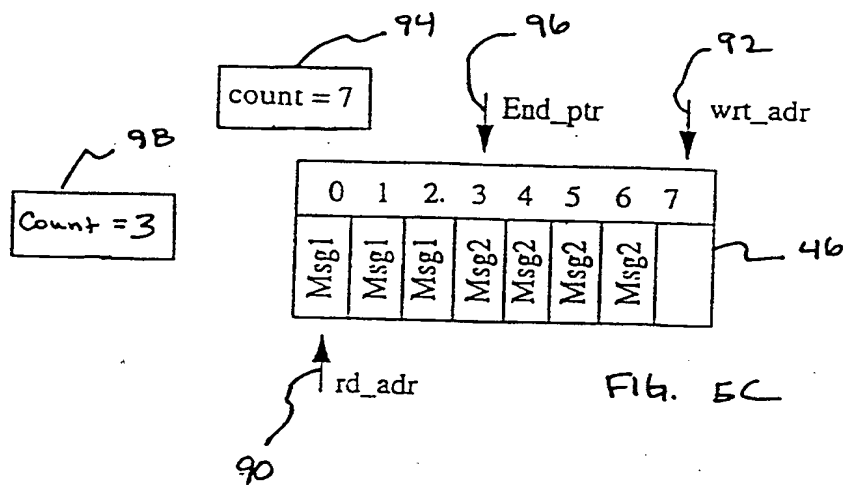 94
96
92
count = 7
End_ptr
wrt_adr
98
Count = 3
0 1 2. 3 4 5 6 7
Msg1 Msg1 Msg1 Msg2 Msg2 Msg2 Msg2
46
rd_adr
FIG. 5C
90